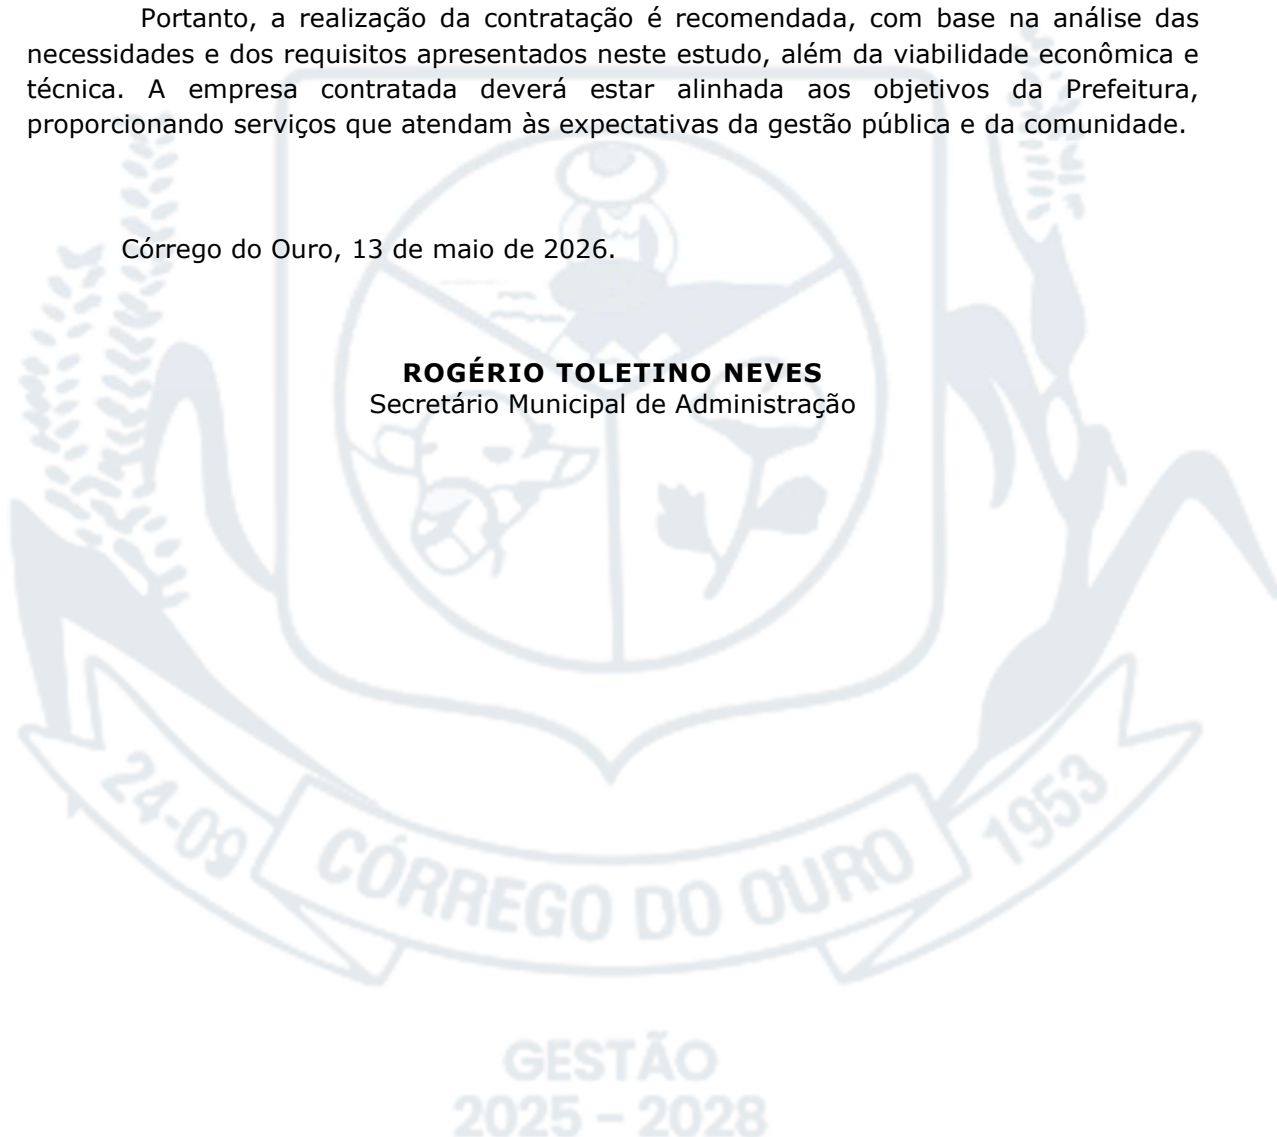 Portanto, a realização da contratação é recomendada, com base na análise das
necessidades e dos requisitos apresentados neste estudo, além da viabilidade econômica e
técnica. A empresa contratada deverá estar alinhada aos objetivos da Prefeitura,
proporcionando serviços que atendam às expectativas da gestão pública e da comunidade.
Córrego do Ouro, 13 de maio de 2026.
ROGÉRIO TOLETINO NEVES
Secretário Municipal de Administração
24-09
CÓRREGO DO OURO
1953
GESTÃO
2025 – 2028